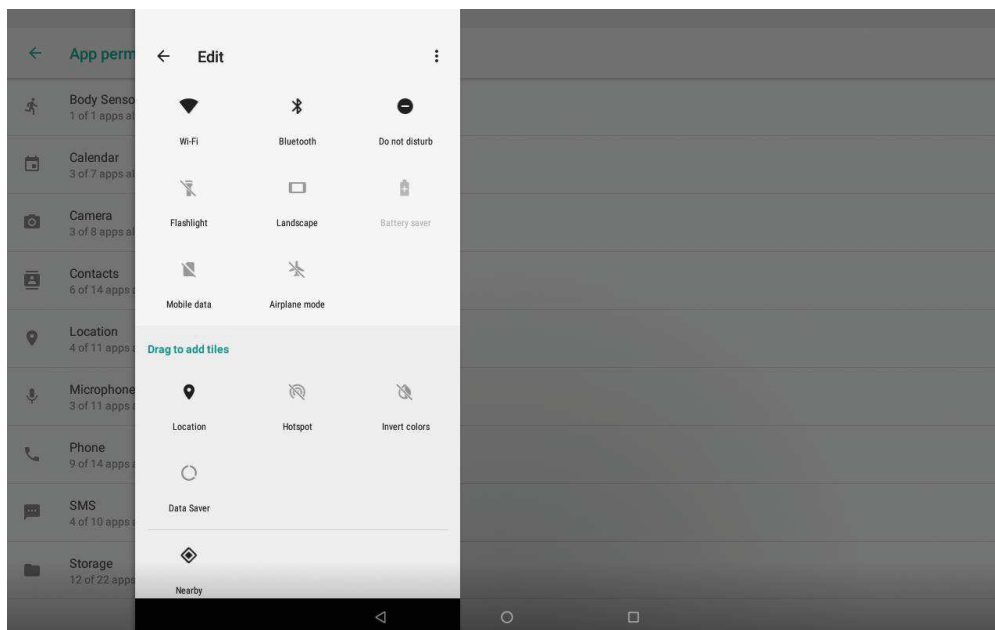 App perm
Body Senso
1 of 1 apps al
Calendar
3 of 7 apps al
Camera
3 of 8 apps al
Contacts
6 of 14 apps a
Location
4 of 11 apps a
Microphone
3 of 11 apps a
Phone
9 of 14 apps a
SMS
4 of 10 apps a
Storage
12 of 22 apps
Edit
Wi-Fi
Bluetooth
Do not disturb
Flashlight
Landscape
Battery saver
Mobile data
Airplane mode
Drag to add tiles
Location
Hotspot
Invert colors
Data Saver
Nearby